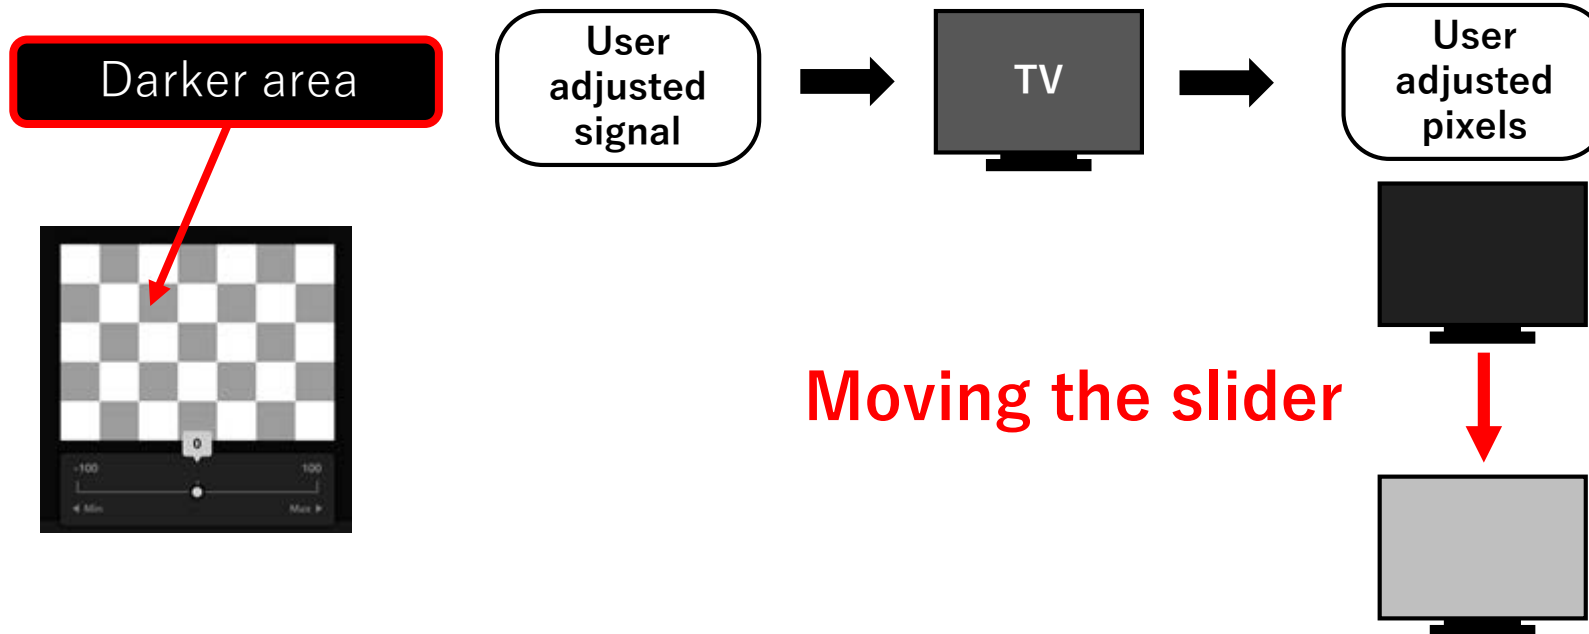 Darker area
User
adjusted
signal
TV
User
adjusted
pixels
Moving the slider
0
-100
100
◀ Min
Max ▶